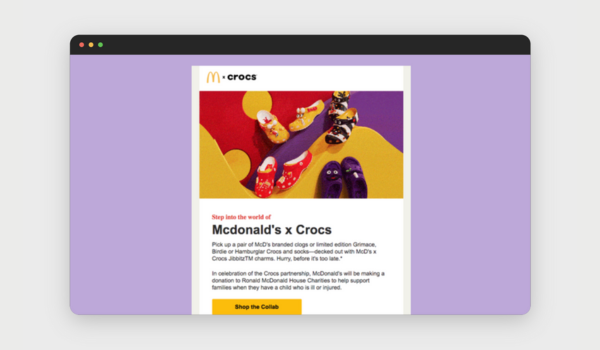 crocs
Step into the world of
Mcdonald's x Crocs
Pick up a pair of McD's branded clogs or limited edition Grimace,
Birdie or Hamburglar Crocs and socks—decked out with McD's x
Crocs JibbitzTM charms. Hurry, before it's too late.*
In celebration of the Crocs partnership, McDonald's will be making a
donation to Ronald McDonald House Charities to help support
families when they have a child who is ill or injured.
Shop the Collab